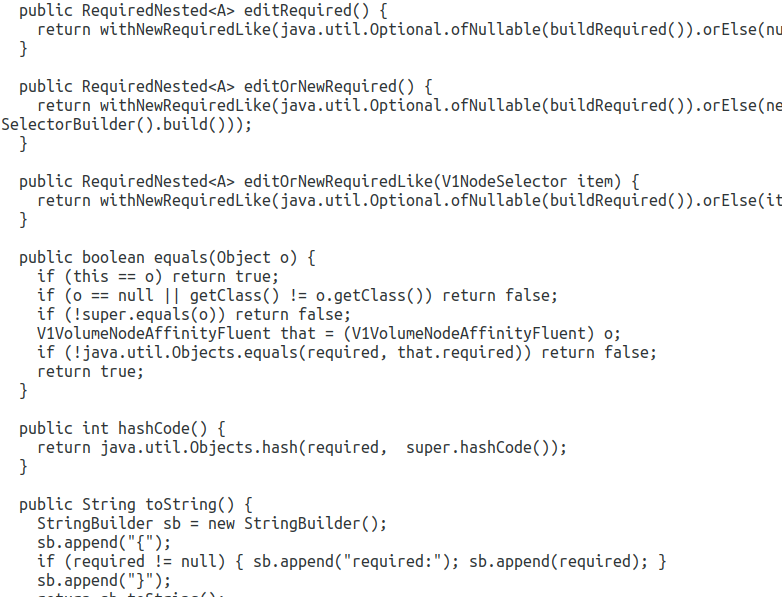 public RequiredNested<A> editRequired() {
return withNewRequiredLike(java.util.Optional.ofNullable(buildRequired()).orElse(nu
}
public RequiredNested<A> editOrNewRequired() {
return withNewRequiredLike(java.util.Optional.ofNullable(buildRequired()).orElse(ne
SelectorBuilder().build()));
}
public RequiredNested<A> editOrNewRequiredLike(V1NodeSelector item) {
return withNewRequiredLike(java.util.Optional.ofNullable(buildRequired()).orElse(it
}
public boolean equals(Object o) {
if (this == o) return true;
if (o == null || getClass() != o.getClass()) return false;
if (!super.equals(o)) return false;
V1VolumeNodeAffinityFluent that = (V1VolumeNodeAffinityFluent) o;
if (!java.util.Objects.equals(required, that.required)) return false;
return true;
}
public int hashCode() {
return java.util.Objects.hash(required,  super.hashCode());
}
public String toString() {
StringBuilder sb = new StringBuilder();
sb.append("{");
if (required != null) { sb.append("required:"); sb.append(required); }
sb.append("}");
return sb.toString();